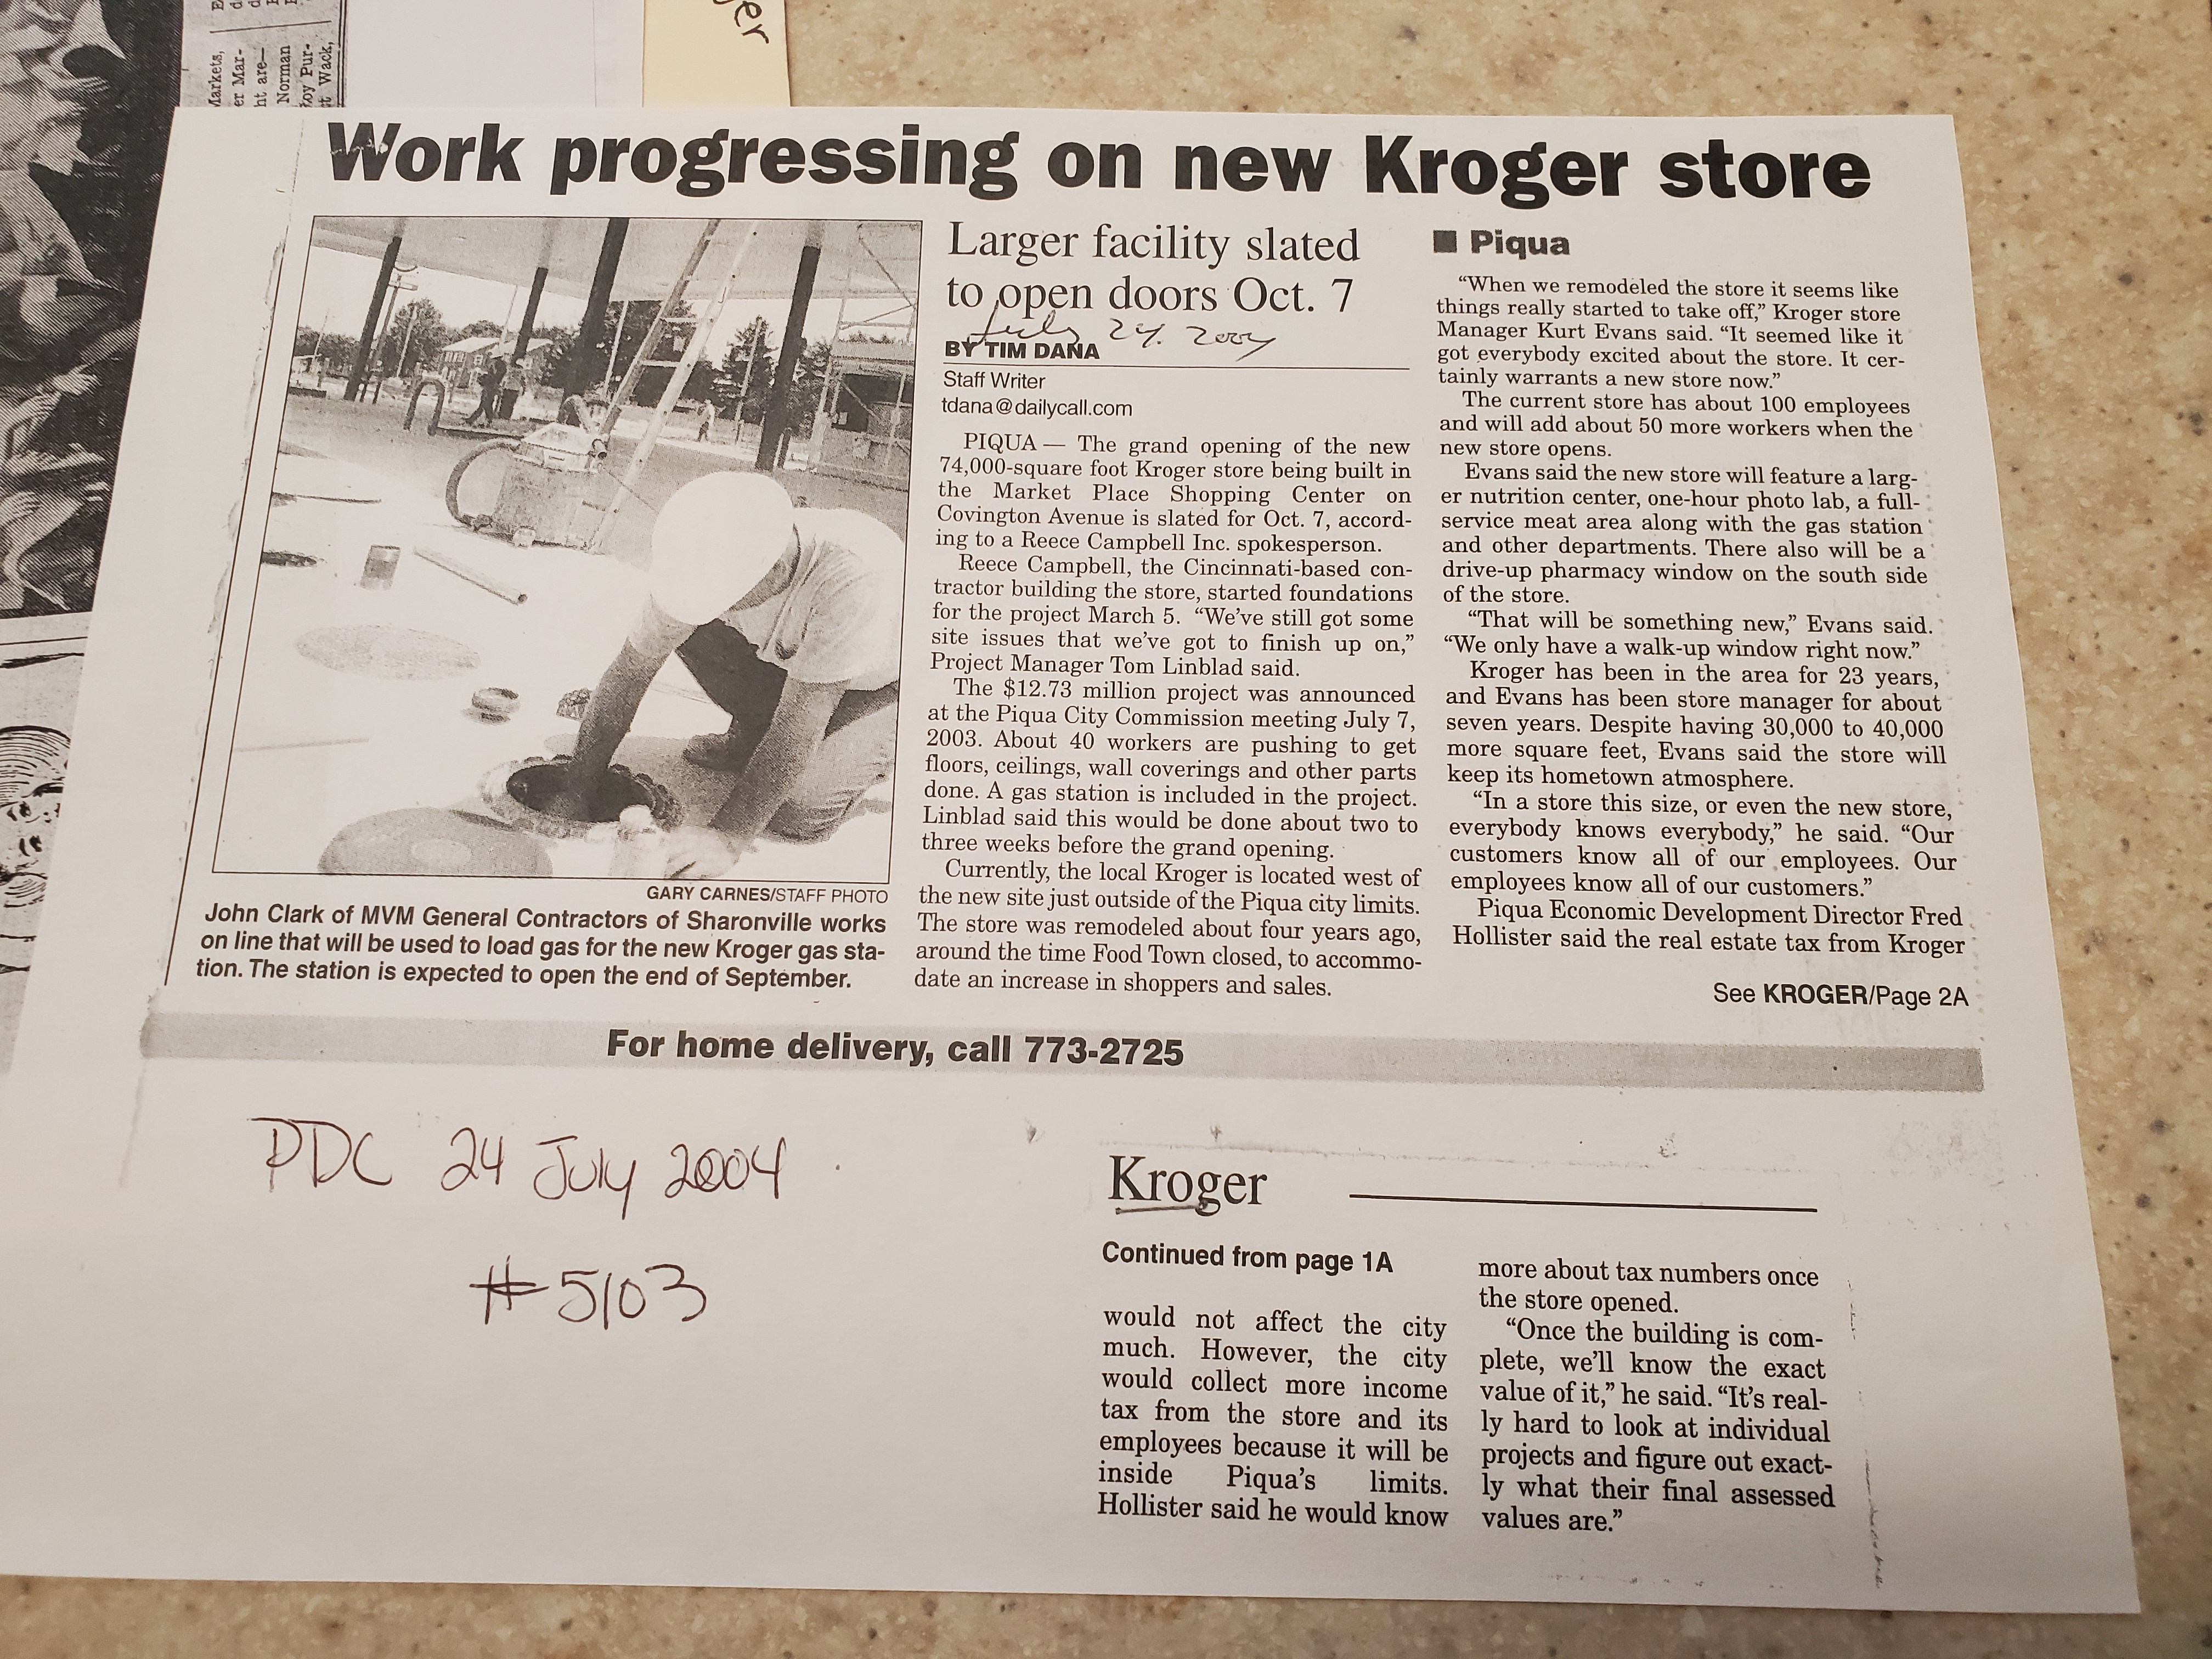 Markets,
er Mar-
ht are—
Norman
Roy Pur-
t Wack,
ger
Work progressing on new Kroger store
GARY CARNES/STAFF PHOTO
John Clark of MVM General Contractors of Sharonville works
on line that will be used to load gas for the new Kroger gas sta-
tion. The station is expected to open the end of September.
Larger facility slated
to open doors Oct. 7
July 24. 2004
BY TIM DANA
Staff Writer
tdana@dailycall.com
PIQUA — The grand opening of the new
74,000-square foot Kroger store being built in
the Market Place Shopping Center on
Covington Avenue is slated for Oct. 7, accord-
ing to a Reece Campbell Inc. spokesperson.
Reece Campbell, the Cincinnati-based con-
tractor building the store, started foundations
for the project March 5. “We’ve still got some
site issues that we’ve got to finish up on,”
Project Manager Tom Linblad said.
The $12.73 million project was announced
at the Piqua City Commission meeting July 7,
2003. About 40 workers are pushing to get
floors, ceilings, wall coverings and other parts
done. A gas station is included in the project.
Linblad said this would be done about two to
three weeks before the grand opening.
Currently, the local Kroger is located west of
the new site just outside of the Piqua city limits.
The store was remodeled about four years ago,
around the time Food Town closed, to accommo-
date an increase in shoppers and sales.
■ Piqua
“When we remodeled the store it seems like
things really started to take off,” Kroger store
Manager Kurt Evans said. “It seemed like it
got everybody excited about the store. It cer-
tainly warrants a new store now.”
The current store has about 100 employees
and will add about 50 more workers when the
new store opens.
Evans said the new store will feature a larg-
er nutrition center, one-hour photo lab, a full-
service meat area along with the gas station
and other departments. There also will be a
drive-up pharmacy window on the south side
of the store.
“That will be something new,” Evans said.
“We only have a walk-up window right now.”
Kroger has been in the area for 23 years,
and Evans has been store manager for about
seven years. Despite having 30,000 to 40,000
more square feet, Evans said the store will
keep its hometown atmosphere.
“In a store this size, or even the new store,
everybody knows everybody,” he said. “Our
customers know all of our employees. Our
employees know all of our customers.”
Piqua Economic Development Director Fred
Hollister said the real estate tax from Kroger
See KROGER/Page 2A
For home delivery, call 773-2725
PDC 24 July 2004
#5103
Kroger
Continued from page 1A
would not affect the city
much. However, the city
would collect more income
tax from the store and its
employees because it will be
inside Piqua’s limits.
Hollister said he would know
more about tax numbers once
the store opened.
“Once the building is com-
plete, we’ll know the exact
value of it,” he said. “It’s real-
ly hard to look at individual
projects and figure out exact-
ly what their final assessed
values are.”